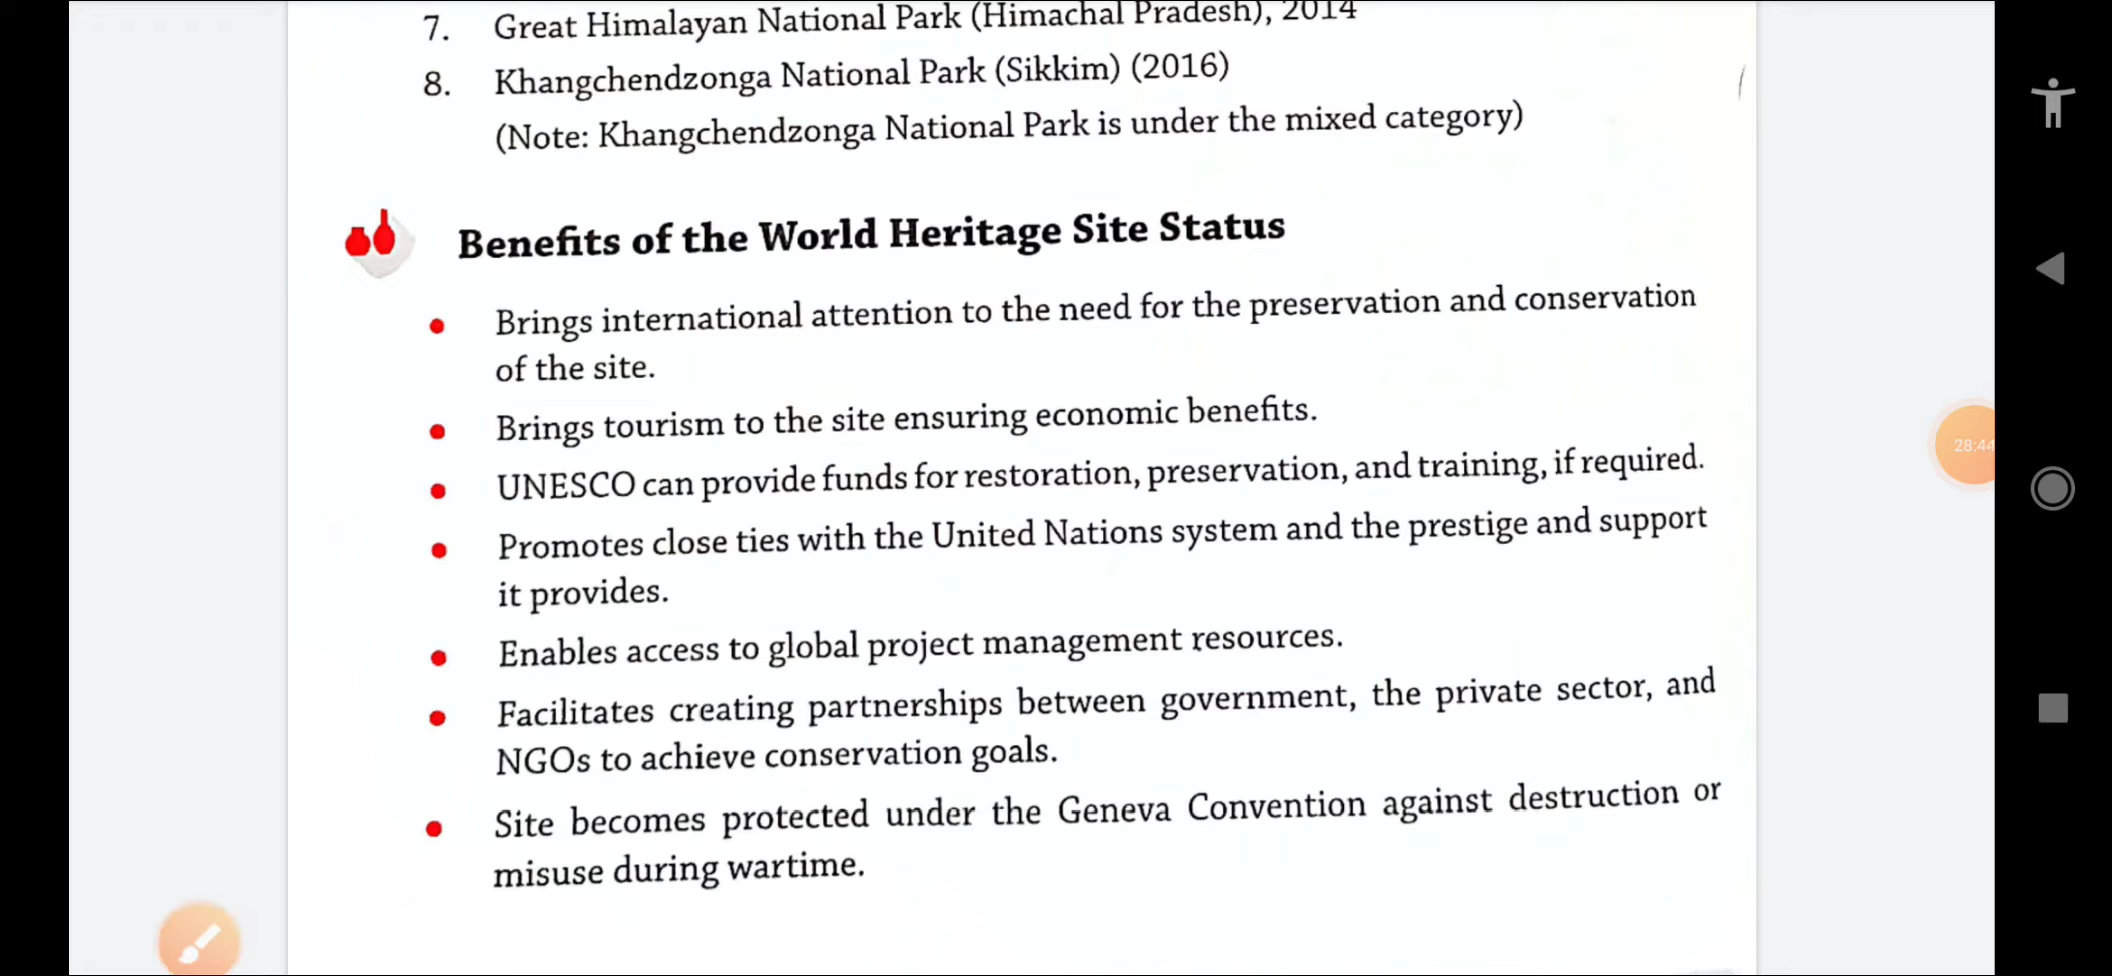 7. Great Himalayan National Park (Himachal Pradesh), 2014
8. Khangchendzonga National Park (Sikkim) (2016)
(Note: Khangchendzonga National Park is under the mixed category)
Benefits of the World Heritage Site Status
• Brings international attention to the need for the preservation and conservation
of the site.
• Brings tourism to the site ensuring economic benefits.
• UNESCO can provide funds for restoration, preservation, and training, if required.
• Promotes close ties with the United Nations system and the prestige and support
it provides.
• Enables access to global project management resources.
• Facilitates creating partnerships between government, the private sector, and
NGOs to achieve conservation goals.
• Site becomes protected under the Geneva Convention against destruction or
misuse during wartime.
28:44